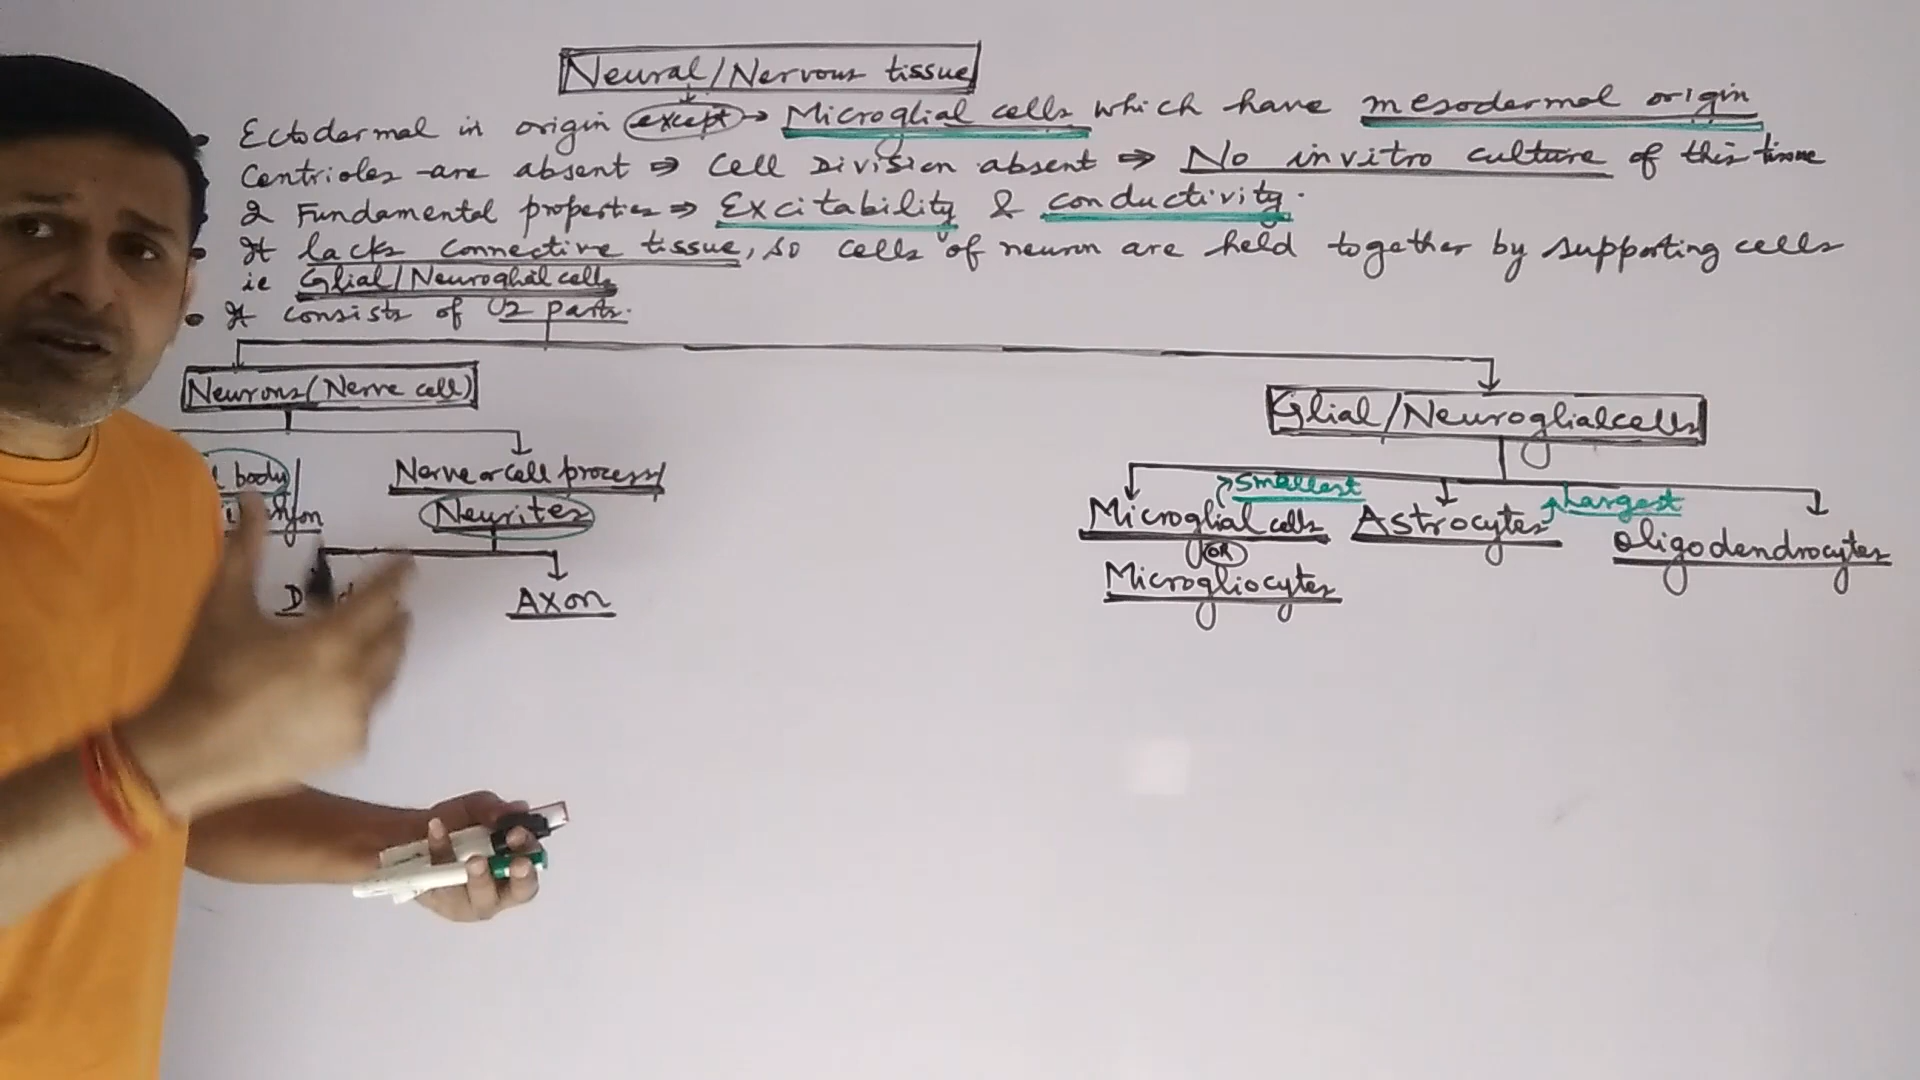 Neural/Nervous tissue
Ectodermal in origin except → Microglial cells which have mesodermal origin
Centrioles are absent ⇒ Cell Division absent ⇒ No invitro culture of this tissue
2 Fundamental properties ⇒ Excitability & conductivity.
It lacks connective tissue, so cells of neuron are held together by supporting cells
ie Glial/Neuroglial cells
It consists of 02 parts.
Neurons (Nerve cell)
Glial/Neuroglial cells
body/
Nerve or Cell process/
Neurites
Axon
Smallest
Largest
Microglial cells
OR
Microgliocytes
Astrocytes
Oligodendrocytes